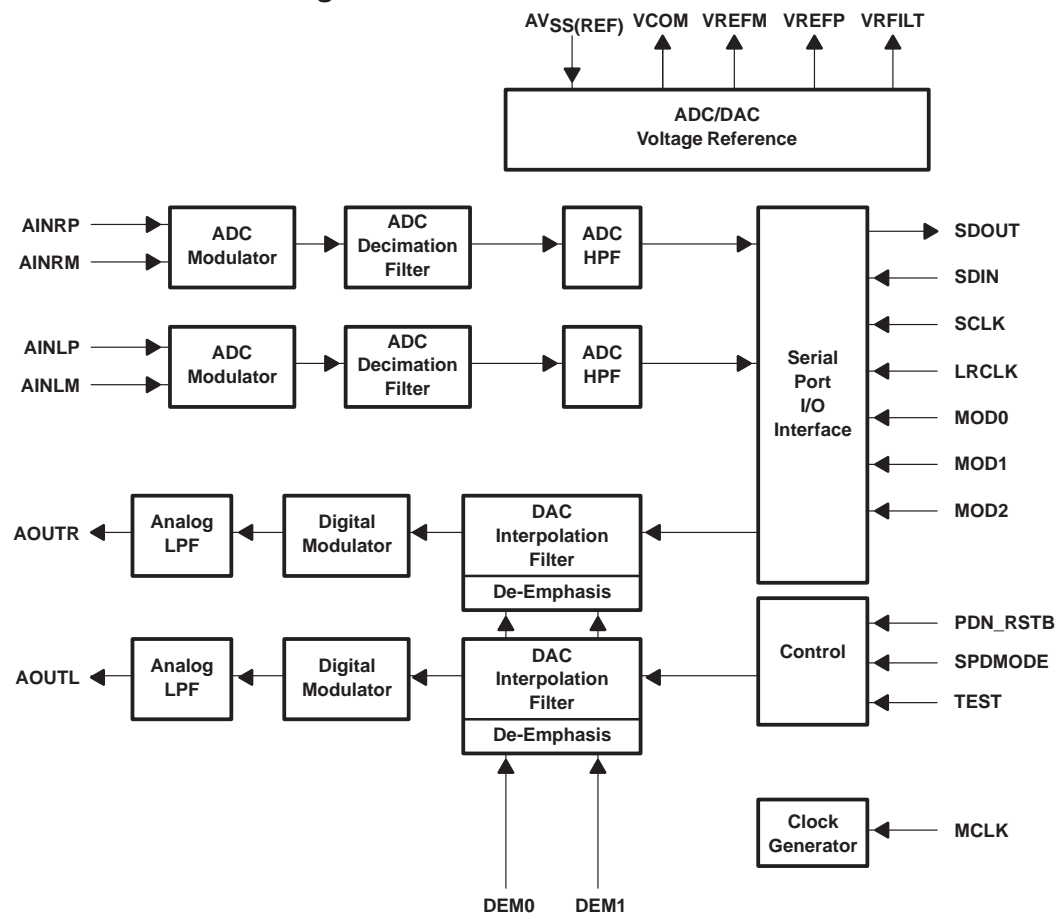 AVSS(REF) VCOM VREFM VREFP VRFILT
ADC/DAC
Voltage Reference
AINRP
AINRM
ADC
Modulator
ADC
Decimation
Filter
ADC
HPF
AINLP
AINLM
ADC
Modulator
ADC
Decimation
Filter
ADC
HPF
Serial
Port
I/O
Interface
SDOUT
SDIN
SCLK
LRCLK
MOD0
MOD1
MOD2
AOUTR
Analog
LPF
Digital
Modulator
DAC
Interpolation
Filter
De-Emphasis
AOUTL
Analog
LPF
Digital
Modulator
DAC
Interpolation
Filter
De-Emphasis
Control
PDN_RSTB
SPDMODE
TEST
Clock
Generator
MCLK
DEM0 DEM1